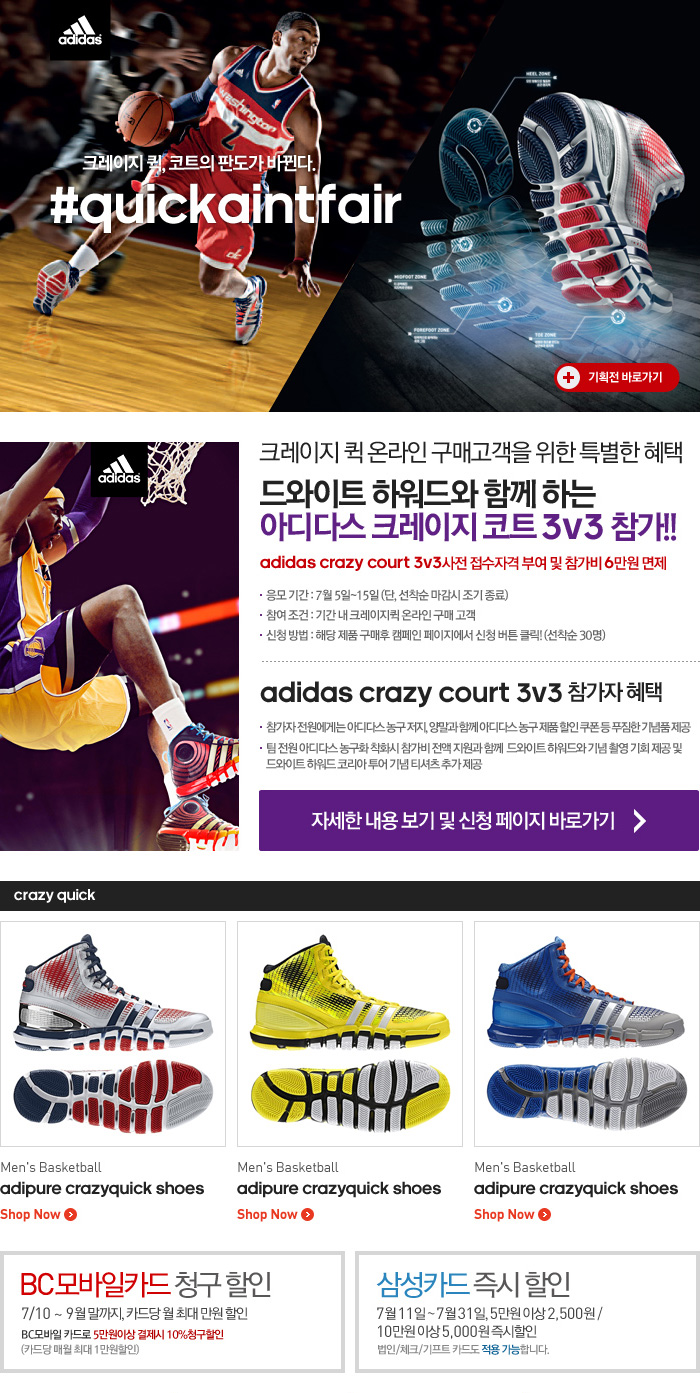 adidas
washington
2
HEEL ZONE
크레이지 퀵, 코트의 판도가 바뀐다.
#quickaintfair
MIDFOOT ZONE
FOREFOOT ZONE
TOE ZONE
기획전 바로가기
adidas
크레이지 퀵 온라인 구매고객을 위한 특별한 혜택
드와이트 하워드와 함께 하는
아디다스 크레이지 코트 3v3 참가!!
adidas crazy court 3v3사전 접수자격 부여 및 참가비 6만원 면제
· 응모 기간 : 7월 5일~15일 (단, 선착순 마감시 조기 종료)
· 참여 조건 : 기간 내 크레이지퀵 온라인 구매 고객
· 신청 방법 : 해당 제품 구매후 캠페인 페이지에서 신청 버튼 클릭! (선착순 30명)
adidas crazy court 3v3 참가자 혜택
· 참가자 전원에게는 아디다스 농구 저지, 양말과 함께 아디다스 농구 제품 할인 쿠폰 등 푸짐한 기념품 제공
· 팀 전원 아디다스 농구화 착화시 참가비 전액 지원과 함께 드와이트 하워드와 기념 촬영 기회 제공 및
드와이트 하워드 코리아 투어 기념 티셔츠 추가 제공
자세한 내용 보기 및 신청 페이지 바로가기
crazy quick
Men's Basketball
adipure crazyquick shoes
Shop Now
Men's Basketball
adipure crazyquick shoes
Shop Now
Men's Basketball
adipure crazyquick shoes
Shop Now
BC모바일카드 청구 할인
7/10 ~ 9월 말까지, 카드당 월 최대 만원 할인
BC모바일 카드로 5만원이상 결제시 10%청구할인
(카드당 매월 최대 1만원할인)
삼성카드 즉시 할인
7월 11일 ~ 7월 31일, 5만원 이상 2,500원 /
10만원 이상 5,000원 즉시할인
법인/체크/기프트 카드도 적용 가능합니다.